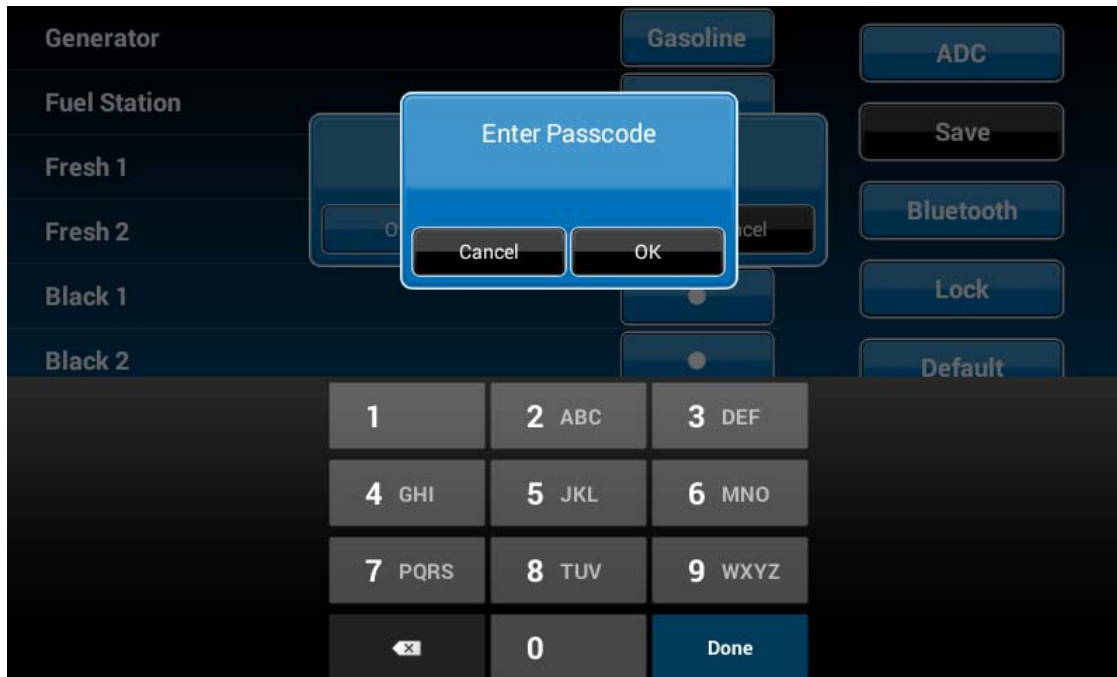 Generator
Gasoline
ADC
Fuel Station
Enter Passcode
Save
Fresh 1
Fresh 2
Bluetooth
Cancel
OK
Black 1
Lock
Black 2
Default
1
2 ABC
3 DEF
4 GHI
5 JKL
6 MNO
7 PQRS
8 TUV
9 WXYZ
0
Done